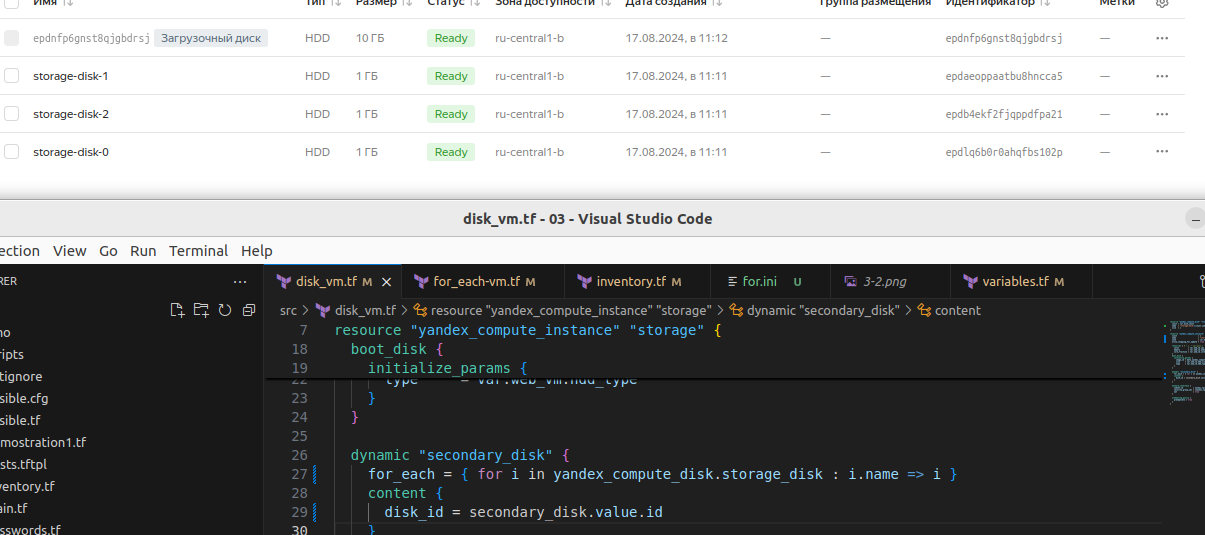 Имя Тип Размер Статус Зона доступности Дата создания Группа размещения Идентификатор Метки
epdnfp6gnst8qjgbdrsj Загрузочный диск HDD 10 ГБ Ready ru-central1-b 17.08.2024, в 11:12 — epdnfp6gnst8qjgbdrsj — ···
storage-disk-1 HDD 1 ГБ Ready ru-central1-b 17.08.2024, в 11:11 — epdaeoppaatbu8hncca5 — ···
storage-disk-2 HDD 1 ГБ Ready ru-central1-b 17.08.2024, в 11:11 — epdb4ekf2fjqppdfpa21 — ···
storage-disk-0 HDD 1 ГБ Ready ru-central1-b 17.08.2024, в 11:11 — epdlq6b0r0ahqfbs102p — ···
disk_vm.tf - 03 - Visual Studio Code
ection View Go Run Terminal Help
RER ··· disk_vm.tf M for_each-vm.tf M inventory.tf M for.ini U 3-2.png variables.tf M
src > disk_vm.tf > resource "yandex_compute_instance" "storage" > dynamic "secondary_disk" > content
no
ripts
tignore
sible.cfg
sible.tf
mostration1.tf
sts.tftpl
ventory.tf
ain.tf
sswords.tf
7 resource "yandex_compute_instance" "storage" {
18 boot_disk {
19 initialize_params {
22 type = var.web_vm.hdd_type
23 }
24 }
25
26 dynamic "secondary_disk" {
27 for_each = { for i in yandex_compute_disk.storage_disk : i.name => i }
28 content {
29 disk_id = secondary_disk.value.id
30 }